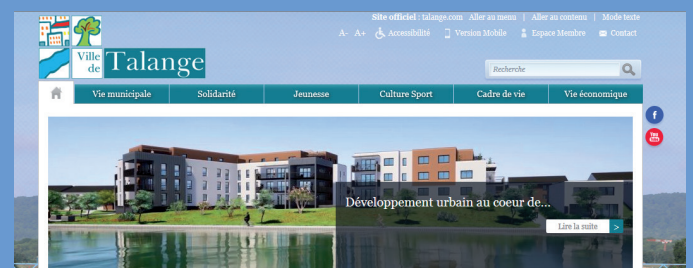 Site officiel : talange.com Aller au menu | Aller au contenu | Mode texte
A- A+ Accessibilité Version Mobile Espace Membre Contact
Ville de Talange
Recherche
Vie municipale Solidarité Jeunesse Culture Sport Cadre de vie Vie économique
f
You Tube
Développement urbain au coeur de...
Lire la suite >